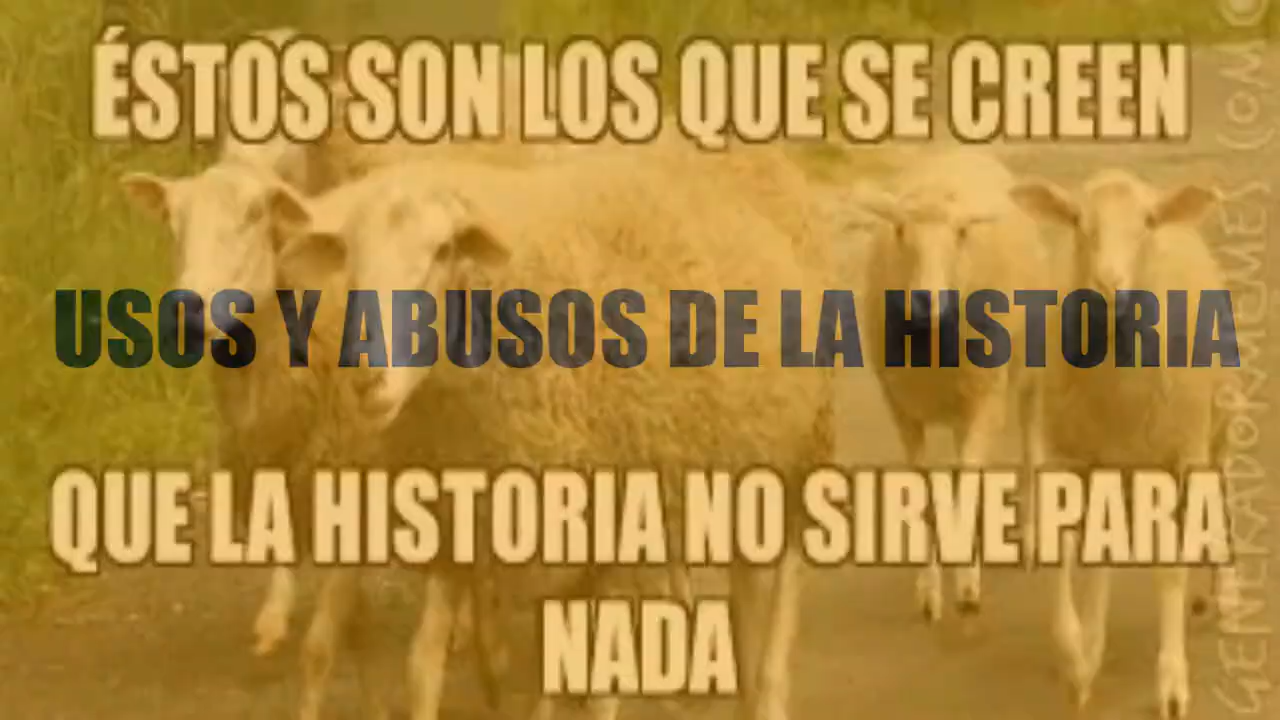 ÉSTOS SON LOS QUE SE CREEN
USOS Y ABUSOS DE LA HISTORIA
QUE LA HISTORIA NO SIRVE PARA
NADA
GENERADORMEMES.COM